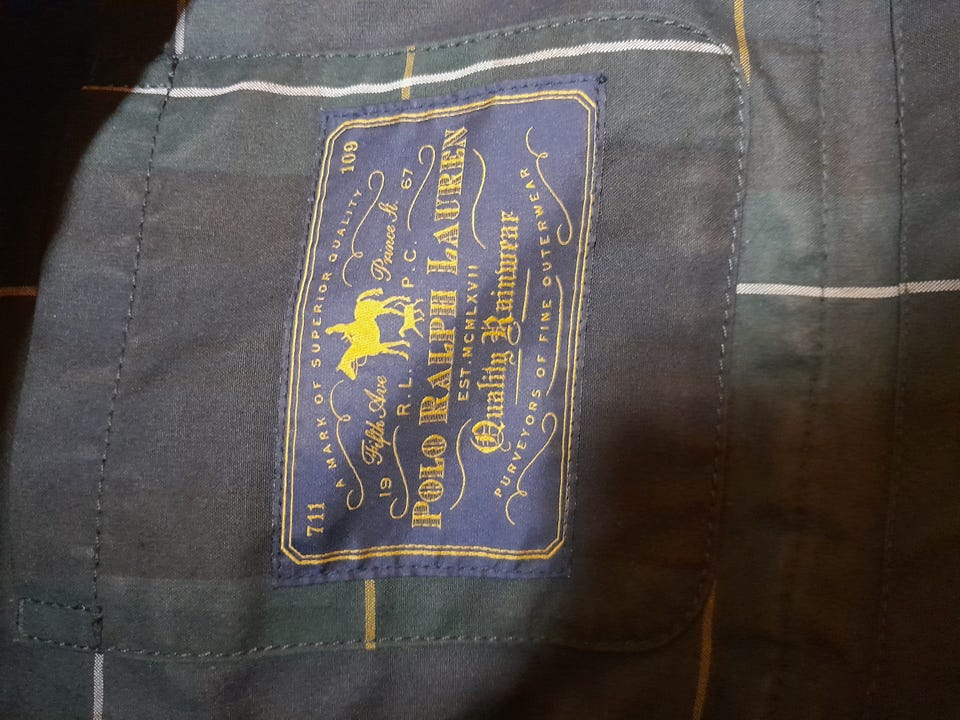 711 109
A MARK OF SUPERIOR QUALITY
Fifth Ave Prince St.
19 R.L. P.C. 67
POLO RALPH LAUREN
EST. MCMLXVII
Quality Rainwear
PURVEYORS OF FINE OUTERWEAR